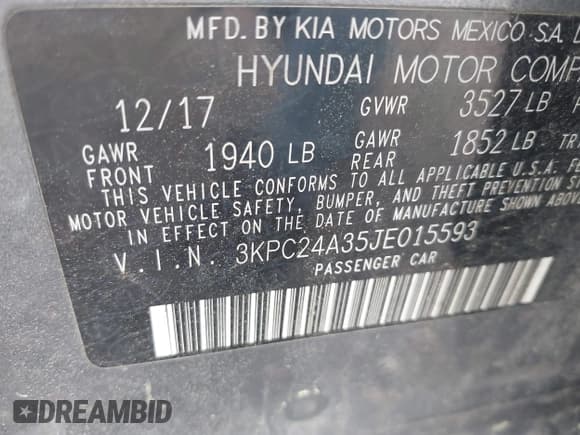 MFD. BY KIA MOTORS MEXICO S.A.
HYUNDAI MOTOR
12/17 GVWR 3527 LB
GAWR FRONT 1940 LB GAWR REAR 1852 LB
THIS VEHICLE CONFORMS TO ALL APPLICABLE U.S.A.
MOTOR VEHICLE SAFETY, BUMPER, AND THEFT PREVENTION
IN EFFECT ON THE DATE OF MANUFACTURE SHOWN ABOVE
V.I.N. 3KPC24A35JE015593
PASSENGER CAR
DREAMBID